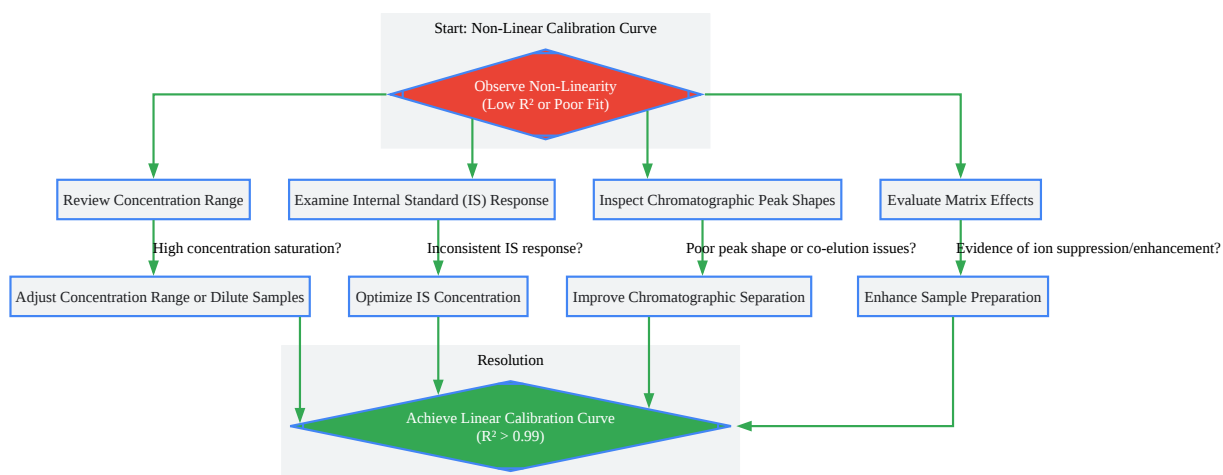 Start: Non-Linear Calibration Curve
Observe Non-Linearity
(Low R² or Poor Fit)
Review Concentration Range
Examine Internal Standard (IS) Response
Inspect Chromatographic Peak Shapes
Evaluate Matrix Effects
High concentration saturation?
Inconsistent IS response?
Poor peak shape or co-elution issues?
Evidence of ion suppression/enhancement?
Adjust Concentration Range or Dilute Samples
Optimize IS Concentration
Improve Chromatographic Separation
Enhance Sample Preparation
Resolution
Achieve Linear Calibration Curve
(R² > 0.99)